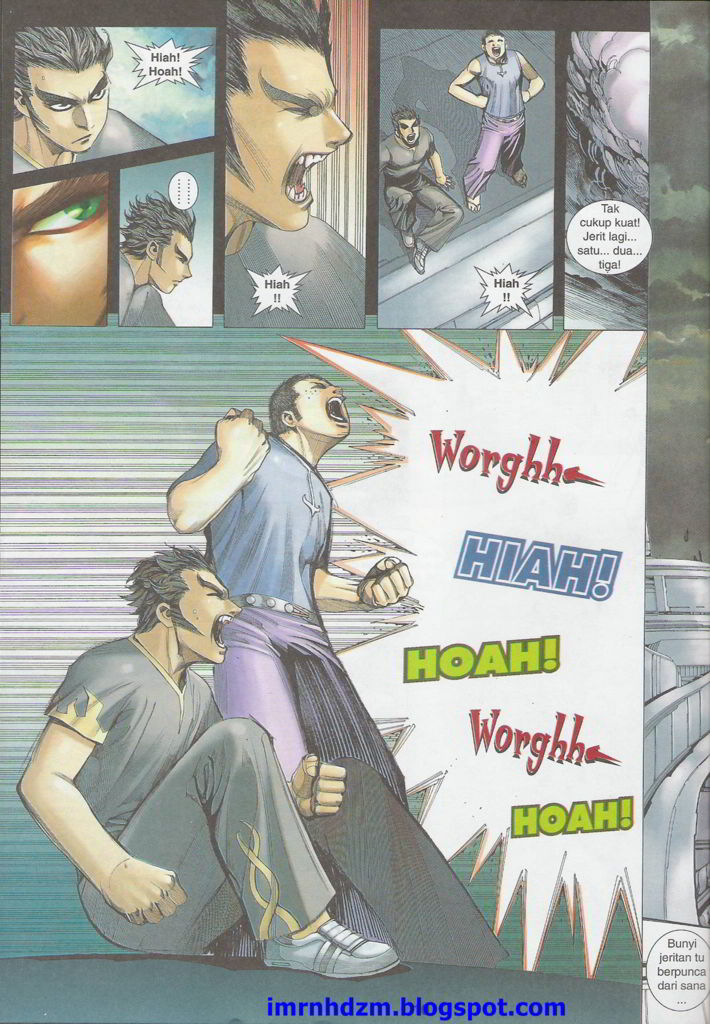 Hiah!
Hoah!
......
Hiah
!!
Hiah
!!
Tak
cukup kuat!
Jerit lagi...
satu... dua...
tiga!
Worghh
HIAH!
HOAH!
Worghh
HOAH!
Bunyi
jeritan tu
berpunca
dari sana
...
imrnhdzm.blogspot.com